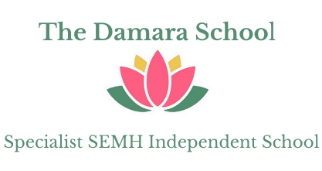 The Damara School
Specialist SEMH Independent School